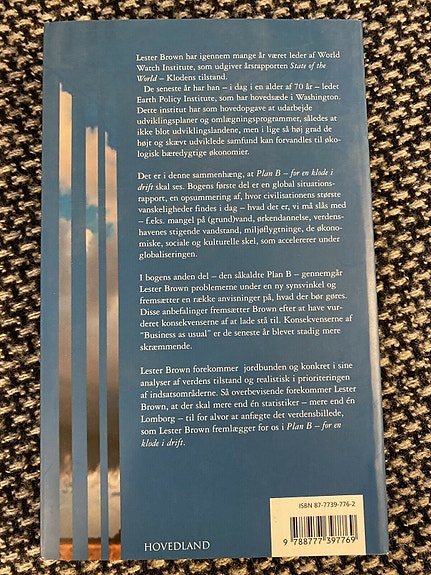 Lester Brown har igennem mange år været leder af World
Watch Institute, som udgiver årsrapporten State of the
World – Klodens tilstand.
De seneste år har han – i dag i en alder af 70 år – ledet
Earth Policy Institute, som har hovedsæde i Washington.
Dette institut har som hovedopgave at udarbejde
udviklingsplaner og omlægningsprogrammer, således at
ikke blot udviklingslandene, men i lige så høj grad de
højt og skævt udviklede samfund kan forvandles til øko-
logisk bæredygtige økonomier.
Det er i denne sammenhæng, at Plan B – for en klode i
drift skal ses. Bogens første del er en global situations-
rapport, en opsummering af, hvor civilisationens største
vanskeligheder findes i dag – hvad det er, vi må slås med
– f.eks. mangel på (grund)vand, ørkendannelse, verdens-
havenes stigende vandstand, miljøflygtninge, de økono-
miske, sociale og kulturelle skel, som accelererer under
globaliseringen.
I bogens anden del – den såkaldte Plan B – gennemgår
Lester Brown problemerne under en ny synsvinkel og
fremsætter en række anvisninger på, hvad der bør gøres.
Disse anbefalinger fremsætter Brown efter at have vur-
deret konsekvenserne af at lade stå til. Konsekvenserne af
"Business as usual" er de seneste år blevet stadig mere
skræmmende.
Lester Brown forekommer jordbunden og konkret i sine
analyser af verdens tilstand og realistisk i prioriteringen
af indsatsområderne. Så overbevisende forekommer Lester
Brown, at der skal mere end én statistiker – mere end én
Lomborg – til for alvor at anfægte det verdensbillede,
som Lester Brown fremlægger for os i Plan B – for en
klode i drift.
ISBN 87-7739-776-2
9 788777 397769
HOVEDLAND